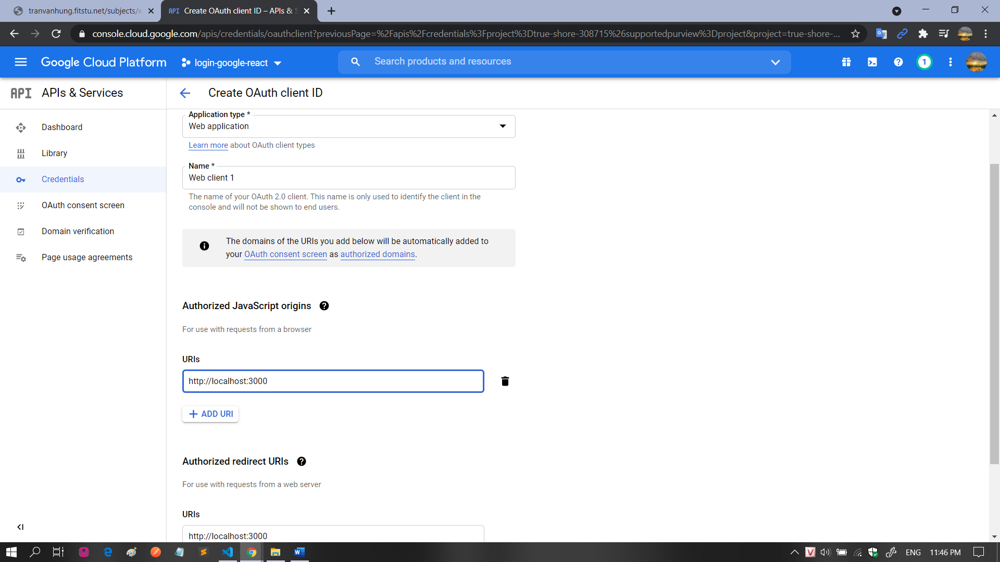 tranvanhung.fitstu.net/subjects/x
API Create OAuth client ID – APIs & S
console.cloud.google.com/apis/credentials/oauthclient?previousPage=%2Fapis%2Fcredentials%3Fproject%3Dtrue-shore-308715%26supportedpurview%3Dproject&project=true-shore-...
Google Cloud Platform
login-google-react
Search products and resources
1
API APIs & Services
Create OAuth client ID
Dashboard
Library
Credentials
OAuth consent screen
Domain verification
Page usage agreements
Application type *
Web application
Learn more about OAuth client types
Name *
Web client 1
The name of your OAuth 2.0 client. This name is only used to identify the client in the
console and will not be shown to end users.
The domains of the URIs you add below will be automatically added to
your OAuth consent screen as authorized domains.
Authorized JavaScript origins
For use with requests from a browser
URIs
http://localhost:3000
ADD URI
Authorized redirect URIs
For use with requests from a web server
URIs
http://localhost:3000
ENG
11:46 PM